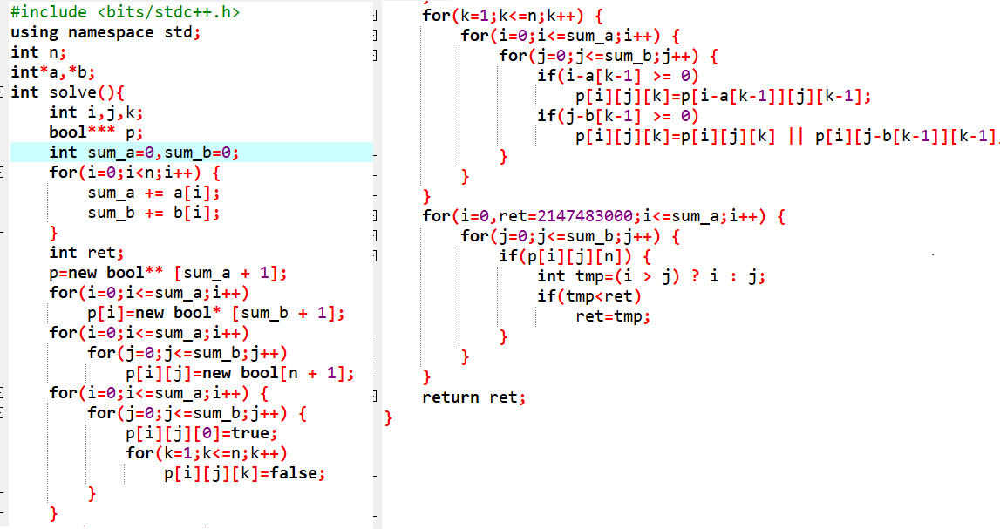 #include <bits/stdc++.h>
using namespace std;
int n;
int*a,*b;
int solve(){
    int i,j,k;
    bool*** p;
    int sum_a=0,sum_b=0;
    for(i=0;i<n;i++) {
        sum_a += a[i];
        sum_b += b[i];
    }
    int ret;
    p=new bool** [sum_a + 1];
    for(i=0;i<=sum_a;i++)
        p[i]=new bool* [sum_b + 1];
    for(i=0;i<=sum_a;i++)
        for(j=0;j<=sum_b;j++)
            p[i][j]=new bool[n + 1];
    for(i=0;i<=sum_a;i++) {
        for(j=0;j<=sum_b;j++) {
            p[i][j][0]=true;
            for(k=1;k<=n;k++)
                p[i][j][k]=false;
        }
    }
    for(k=1;k<=n;k++) {
        for(i=0;i<=sum_a;i++) {
            for(j=0;j<=sum_b;j++) {
                if(i-a[k-1] >= 0)
                    p[i][j][k]=p[i-a[k-1]][j][k-1];
                if(j-b[k-1] >= 0)
                    p[i][j][k]=p[i][j][k] || p[i][j-b[k-1]][k-1]
            }
        }
    }
    for(i=0,ret=2147483000;i<=sum_a;i++) {
        for(j=0;j<=sum_b;j++) {
            if(p[i][j][n]) {
                int tmp=(i > j) ? i : j;
                if(tmp<ret)
                    ret=tmp;
            }
        }
    }
    return ret;
}